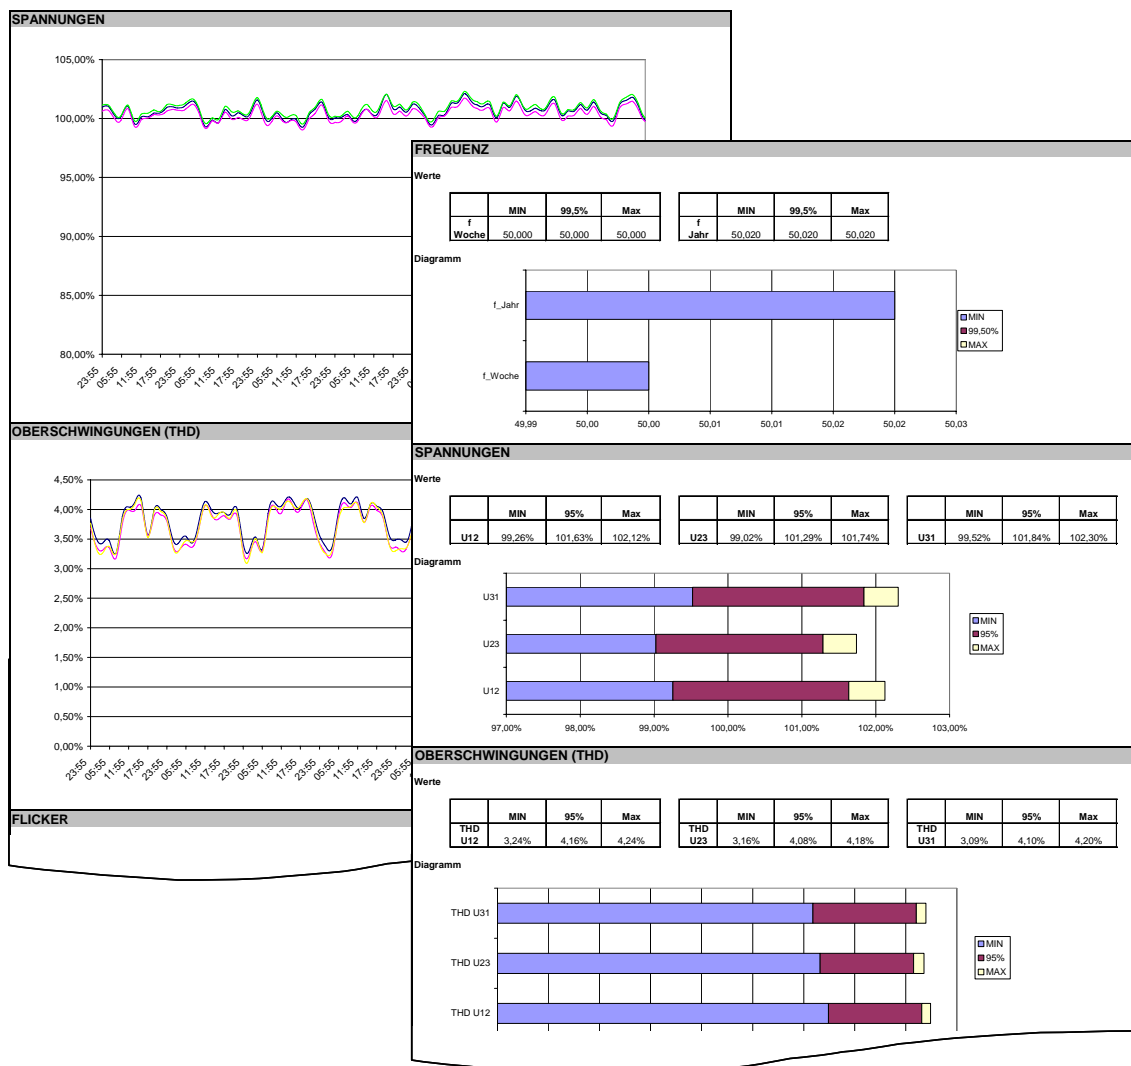 SPANNUNGEN
105,00%
100,00%
95,00%
90,00%
85,00%
80,00%
23:55 05:55 11:55 17:55 23:55 05:55 11:55 17:55 23:55 05:55 11:55 17:55 23:55 05:55 11:55 17:55 23:55
OBERSCHWINGUNGEN (THD)
4,50%
4,00%
3,50%
3,00%
2,50%
2,00%
1,50%
1,00%
0,50%
0,00%
23:55 05:55 11:55 17:55 23:55 05:55 11:55 17:55 23:55 05:55 11:55 17:55 23:55 05:55 11:55 17:55 23:55 05:55
FLICKER
FREQUENZ
Werte
MIN 99,5% Max MIN 99,5% Max
f f
Woche 50,000 50,000 50,000 Jahr 50,020 50,020 50,020
Diagramm
f_Jahr
f_Woche
49,99 50,00 50,00 50,01 50,01 50,02 50,02 50,03
MIN
99,50%
MAX
SPANNUNGEN
Werte
MIN 95% Max MIN 95% Max MIN 95% Max
U12 99,26% 101,63% 102,12% U23 99,02% 101,29% 101,74% U31 99,52% 101,84% 102,30%
Diagramm
U31
U23
U12
97,00% 98,00% 99,00% 100,00% 101,00% 102,00% 103,00%
MIN
95%
MAX
OBERSCHWINGUNGEN (THD)
Werte
MIN 95% Max MIN 95% Max MIN 95% Max
THD THD THD
U12 3,24% 4,16% 4,24% U23 3,16% 4,08% 4,18% U31 3,09% 4,10% 4,20%
Diagramm
THD U31
THD U23
THD U12
MIN
95%
MAX